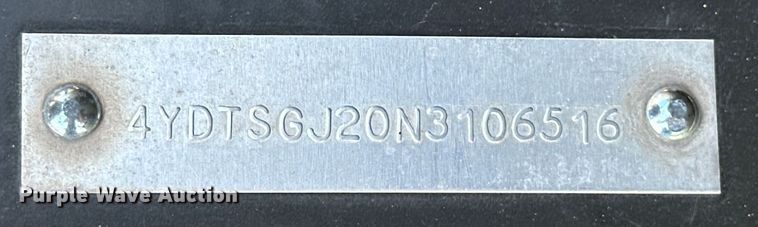 4YDTSGJ20N3106516
Purple Wave Auction